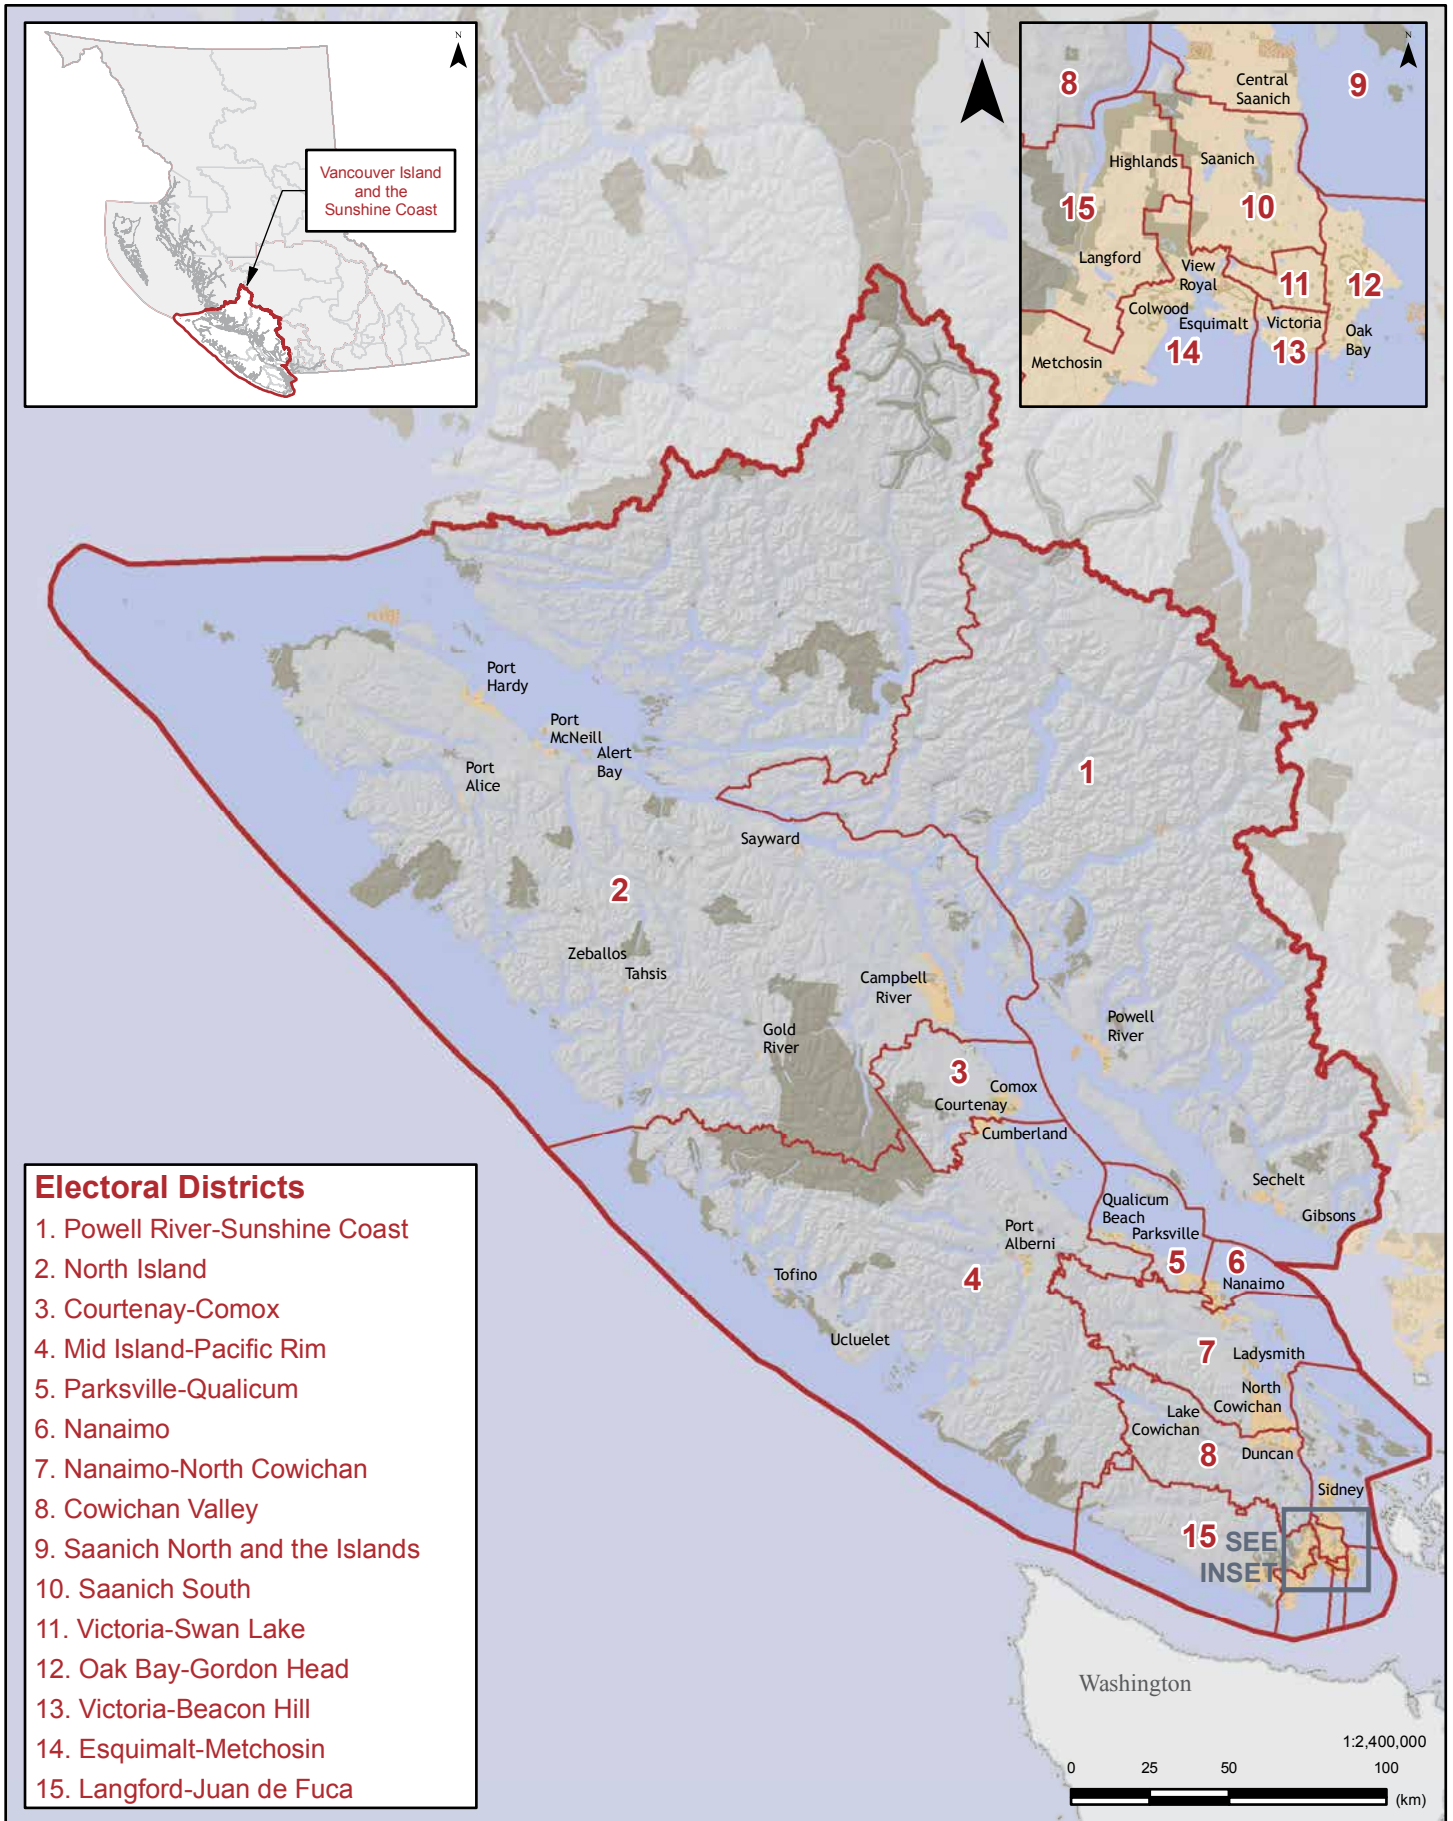 N
Vancouver Island
and the
Sunshine Coast
N
N
8
Central
Saanich
9
Highlands
Saanich
15
10
Langford
View
Royal
11
12
Colwood
Esquimalt
Victoria
Oak
Bay
14
13
Metchosin
Port
Hardy
Port
McNeill
Alert
Bay
Port
Alice
1
Sayward
2
Zeballos
Tahsis
Campbell
River
Gold
River
Powell
River
3
Comox
Courtenay
Cumberland
Qualicum
Beach
Sechelt
Gibsons
Port
Alberni
Parksville
5
6
Nanaimo
Tofino
4
Ucluelet
7
Ladysmith
North
Cowichan
Lake
Cowichan
8
Duncan
Sidney
15
SEE
INSET
Washington
1:2,400,000
0 25 50 100
(km)
Electoral Districts
1. Powell River-Sunshine Coast
2. North Island
3. Courtenay-Comox
4. Mid Island-Pacific Rim
5. Parksville-Qualicum
6. Nanaimo
7. Nanaimo-North Cowichan
8. Cowichan Valley
9. Saanich North and the Islands
10. Saanich South
11. Victoria-Swan Lake
12. Oak Bay-Gordon Head
13. Victoria-Beacon Hill
14. Esquimalt-Metchosin
15. Langford-Juan de Fuca